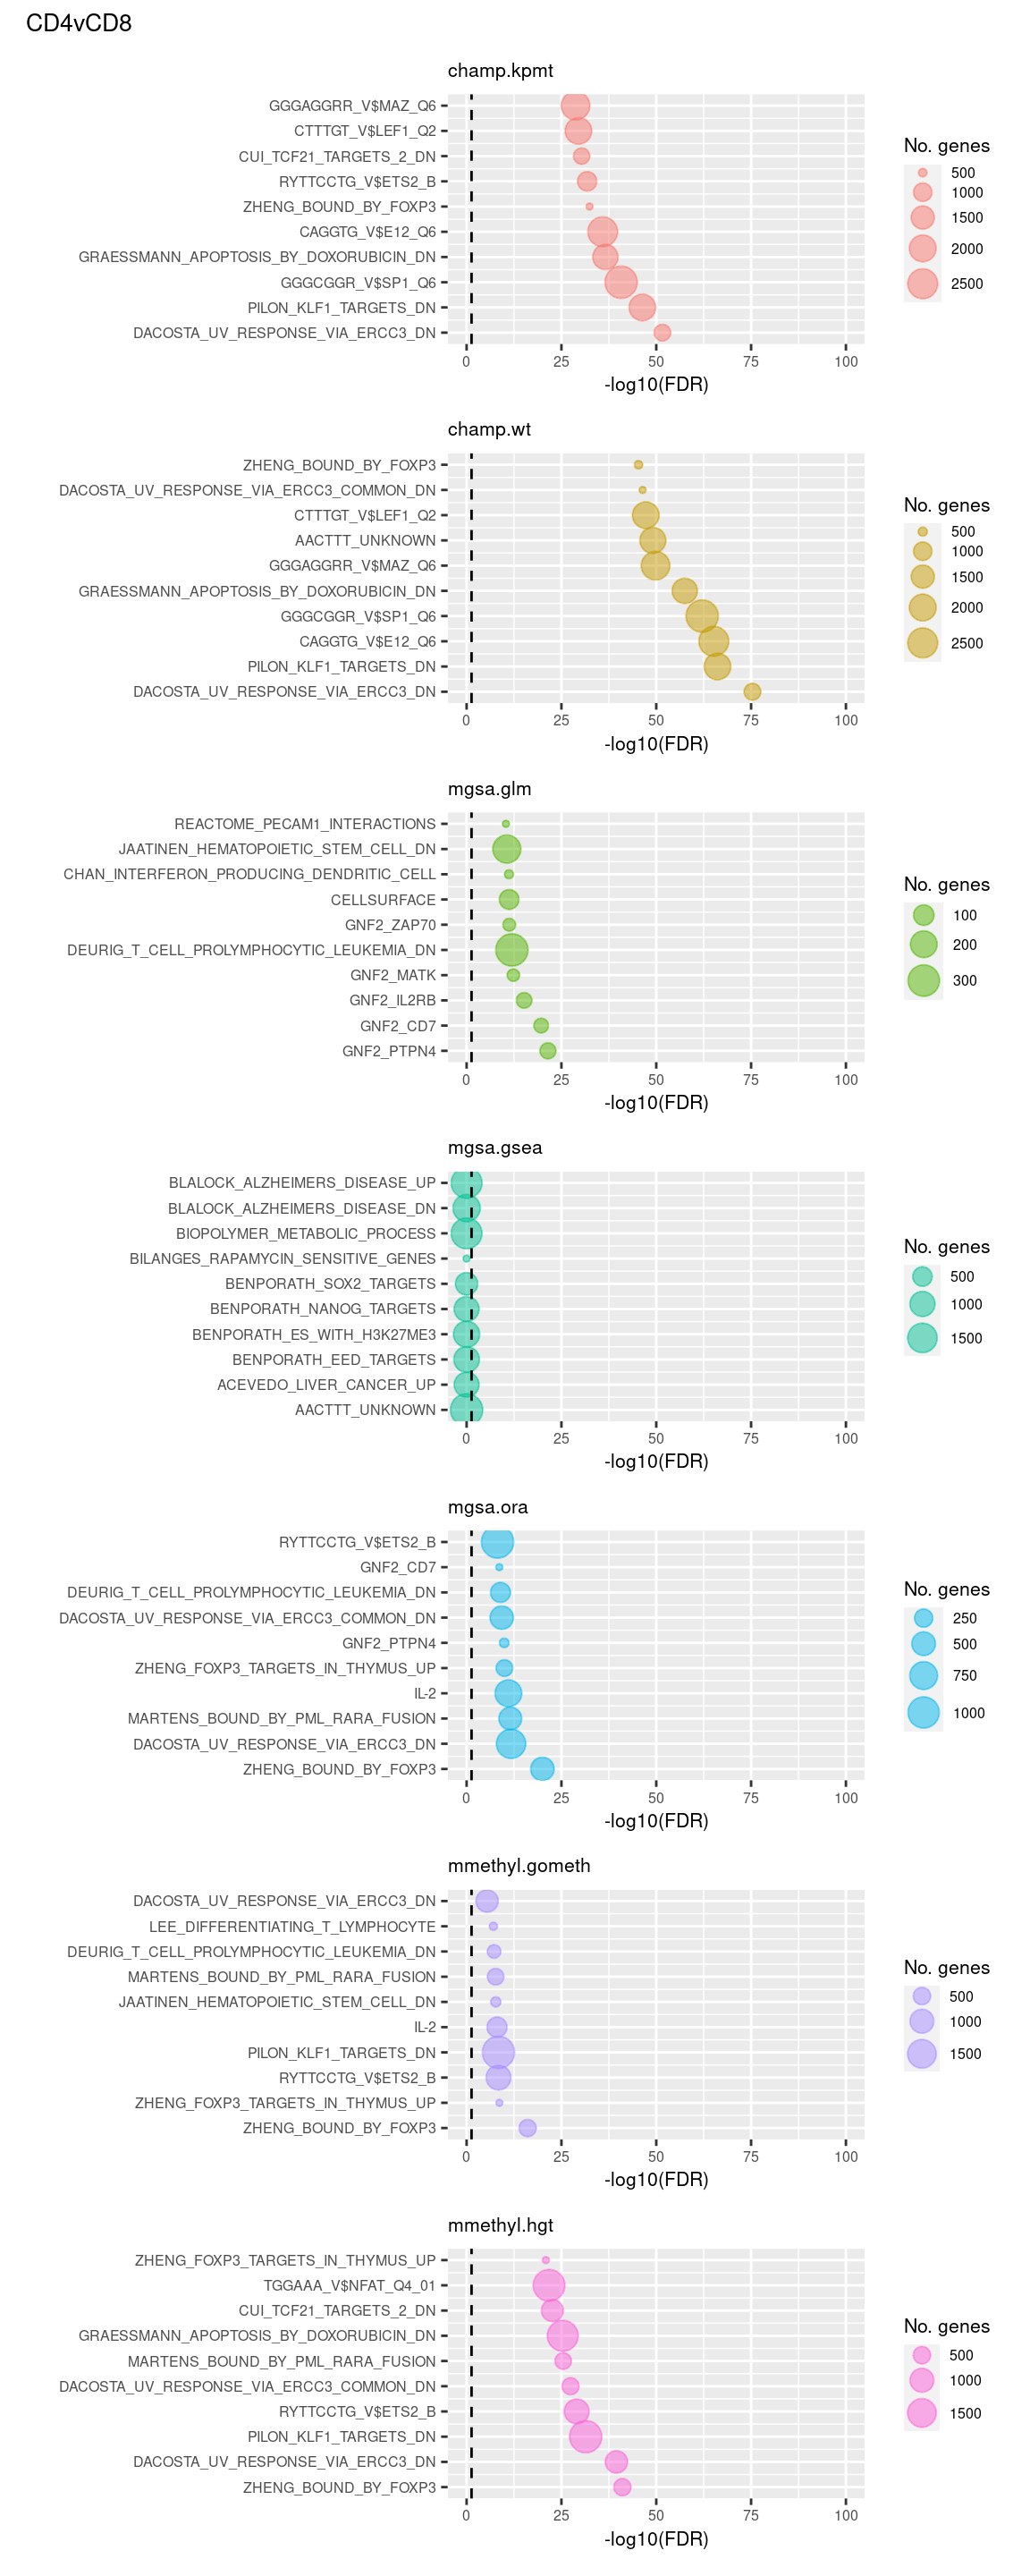 CD4vCD8
champ.kpmt
GGGAGGRR_V$MAZ_Q6
CTTTGT_V$LEF1_Q2
CUI_TCF21_TARGETS_2_DN
RYTTCCTG_V$ETS2_B
ZHENG_BOUND_BY_FOXP3
CAGGTG_V$E12_Q6
GRAESSMANN_APOPTOSIS_BY_DOXORUBICIN_DN
GGGCGGR_V$SP1_Q6
PILON_KLF1_TARGETS_DN
DACOSTA_UV_RESPONSE_VIA_ERCC3_DN
0 25 50 75 100
-log10(FDR)
No. genes
500
1000
1500
2000
2500
champ.wt
ZHENG_BOUND_BY_FOXP3
DACOSTA_UV_RESPONSE_VIA_ERCC3_COMMON_DN
CTTTGT_V$LEF1_Q2
AACTTT_UNKNOWN
GGGAGGRR_V$MAZ_Q6
GRAESSMANN_APOPTOSIS_BY_DOXORUBICIN_DN
GGGCGGR_V$SP1_Q6
CAGGTG_V$E12_Q6
PILON_KLF1_TARGETS_DN
DACOSTA_UV_RESPONSE_VIA_ERCC3_DN
0 25 50 75 100
-log10(FDR)
No. genes
500
1000
1500
2000
2500
mgsa.glm
REACTOME_PECAM1_INTERACTIONS
JAATINEN_HEMATOPOIETIC_STEM_CELL_DN
CHAN_INTERFERON_PRODUCING_DENDRITIC_CELL
CELLSURFACE
GNF2_ZAP70
DEURIG_T_CELL_PROLYMPHOCYTIC_LEUKEMIA_DN
GNF2_MATK
GNF2_IL2RB
GNF2_CD7
GNF2_PTPN4
0 25 50 75 100
-log10(FDR)
No. genes
100
200
300
mgsa.gsea
BLALOCK_ALZHEIMERS_DISEASE_UP
BLALOCK_ALZHEIMERS_DISEASE_DN
BIOPOLYMER_METABOLIC_PROCESS
BILANGES_RAPAMYCIN_SENSITIVE_GENES
BENPORATH_SOX2_TARGETS
BENPORATH_NANOG_TARGETS
BENPORATH_ES_WITH_H3K27ME3
BENPORATH_EED_TARGETS
ACEVEDO_LIVER_CANCER_UP
AACTTT_UNKNOWN
0 25 50 75 100
-log10(FDR)
No. genes
500
1000
1500
mgsa.ora
RYTTCCTG_V$ETS2_B
GNF2_CD7
DEURIG_T_CELL_PROLYMPHOCYTIC_LEUKEMIA_DN
DACOSTA_UV_RESPONSE_VIA_ERCC3_COMMON_DN
GNF2_PTPN4
ZHENG_FOXP3_TARGETS_IN_THYMUS_UP
IL-2
MARTENS_BOUND_BY_PML_RARA_FUSION
DACOSTA_UV_RESPONSE_VIA_ERCC3_DN
ZHENG_BOUND_BY_FOXP3
0 25 50 75 100
-log10(FDR)
No. genes
250
500
750
1000
mmethyl.gometh
DACOSTA_UV_RESPONSE_VIA_ERCC3_DN
LEE_DIFFERENTIATING_T_LYMPHOCYTE
DEURIG_T_CELL_PROLYMPHOCYTIC_LEUKEMIA_DN
MARTENS_BOUND_BY_PML_RARA_FUSION
JAATINEN_HEMATOPOIETIC_STEM_CELL_DN
IL-2
PILON_KLF1_TARGETS_DN
RYTTCCTG_V$ETS2_B
ZHENG_FOXP3_TARGETS_IN_THYMUS_UP
ZHENG_BOUND_BY_FOXP3
0 25 50 75 100
-log10(FDR)
No. genes
500
1000
1500
mmethyl.hgt
ZHENG_FOXP3_TARGETS_IN_THYMUS_UP
TGGAAA_V$NFAT_Q4_01
CUI_TCF21_TARGETS_2_DN
GRAESSMANN_APOPTOSIS_BY_DOXORUBICIN_DN
MARTENS_BOUND_BY_PML_RARA_FUSION
DACOSTA_UV_RESPONSE_VIA_ERCC3_COMMON_DN
RYTTCCTG_V$ETS2_B
PILON_KLF1_TARGETS_DN
DACOSTA_UV_RESPONSE_VIA_ERCC3_DN
ZHENG_BOUND_BY_FOXP3
0 25 50 75 100
-log10(FDR)
No. genes
500
1000
1500